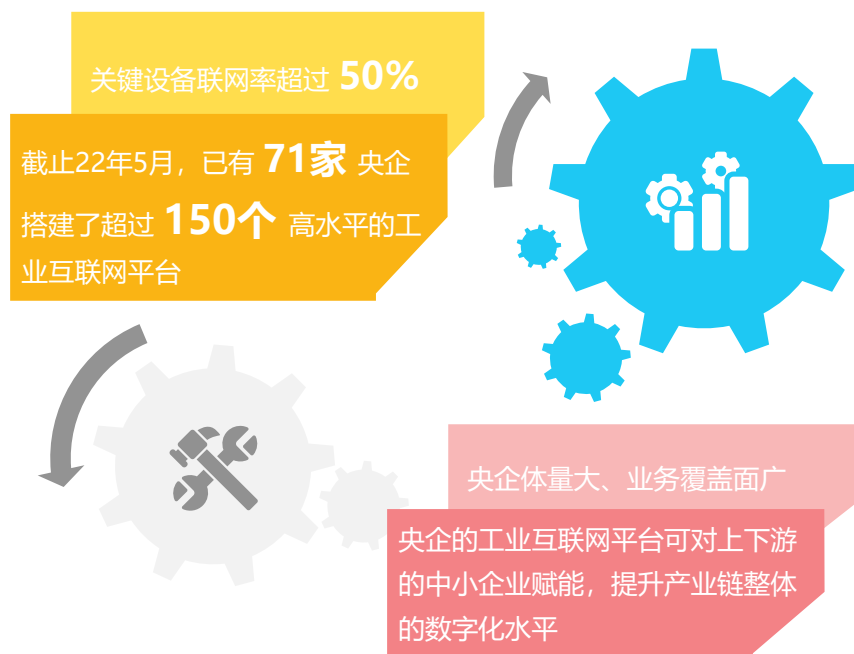 关键设备联网率超过 50%
截止22年5月，已有 71家 央企
搭建了超过 150个 高水平的工
业互联网平台
央企体量大、业务覆盖面广
央企的工业互联网平台可对上下游
的中小企业赋能，提升产业链整体
的数字化水平